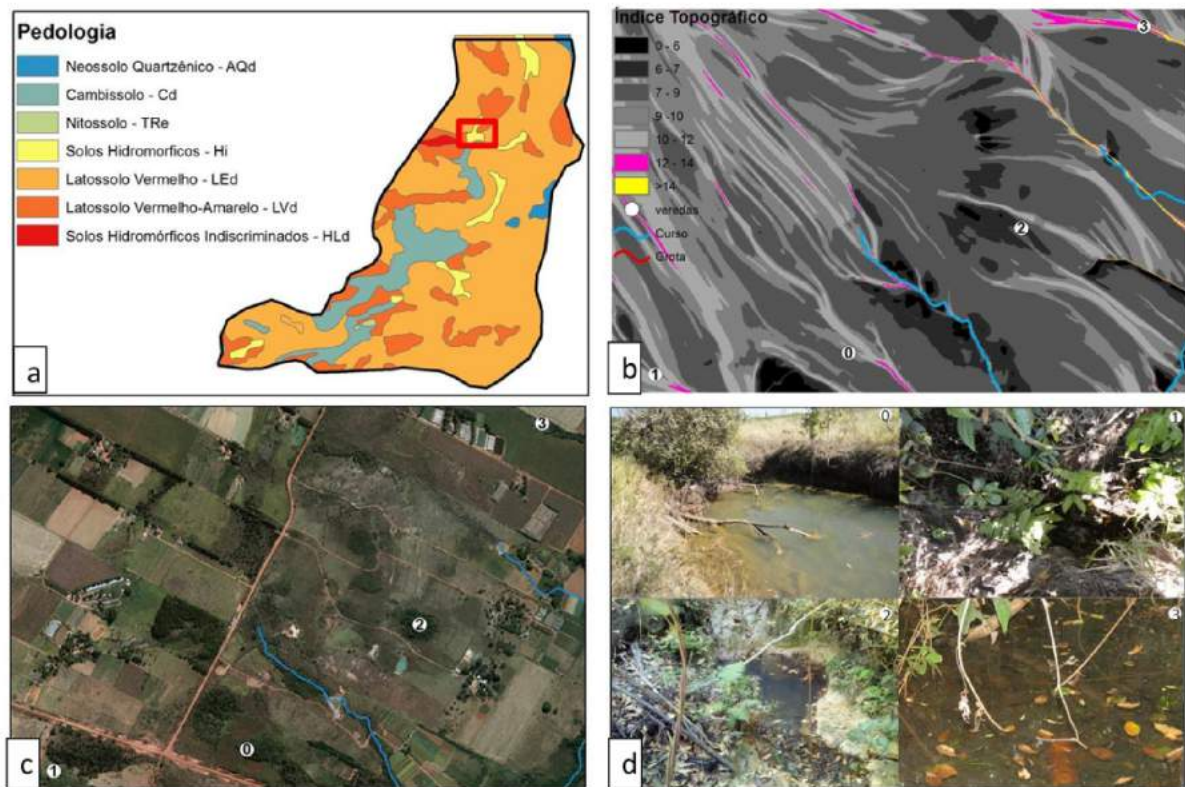 Pedologia
Neossolo Quartzênico - AQd
Cambissolo - Cd
Nitossolo - TRe
Solos Hidromorficos - Hi
Latossolo Vermelho - LEd
Latossolo Vermelho-Amarelo - LVd
Solos Hidromórficos Indiscriminados - HLd
a
Índice Topográfico
0 - 6
6 - 7
7 - 9
9 - 10
10 - 12
12 - 14
>14
veredas
Curso
Grota
3
2
0
1
b
3
2
0
1
c
0
1
2
3
d